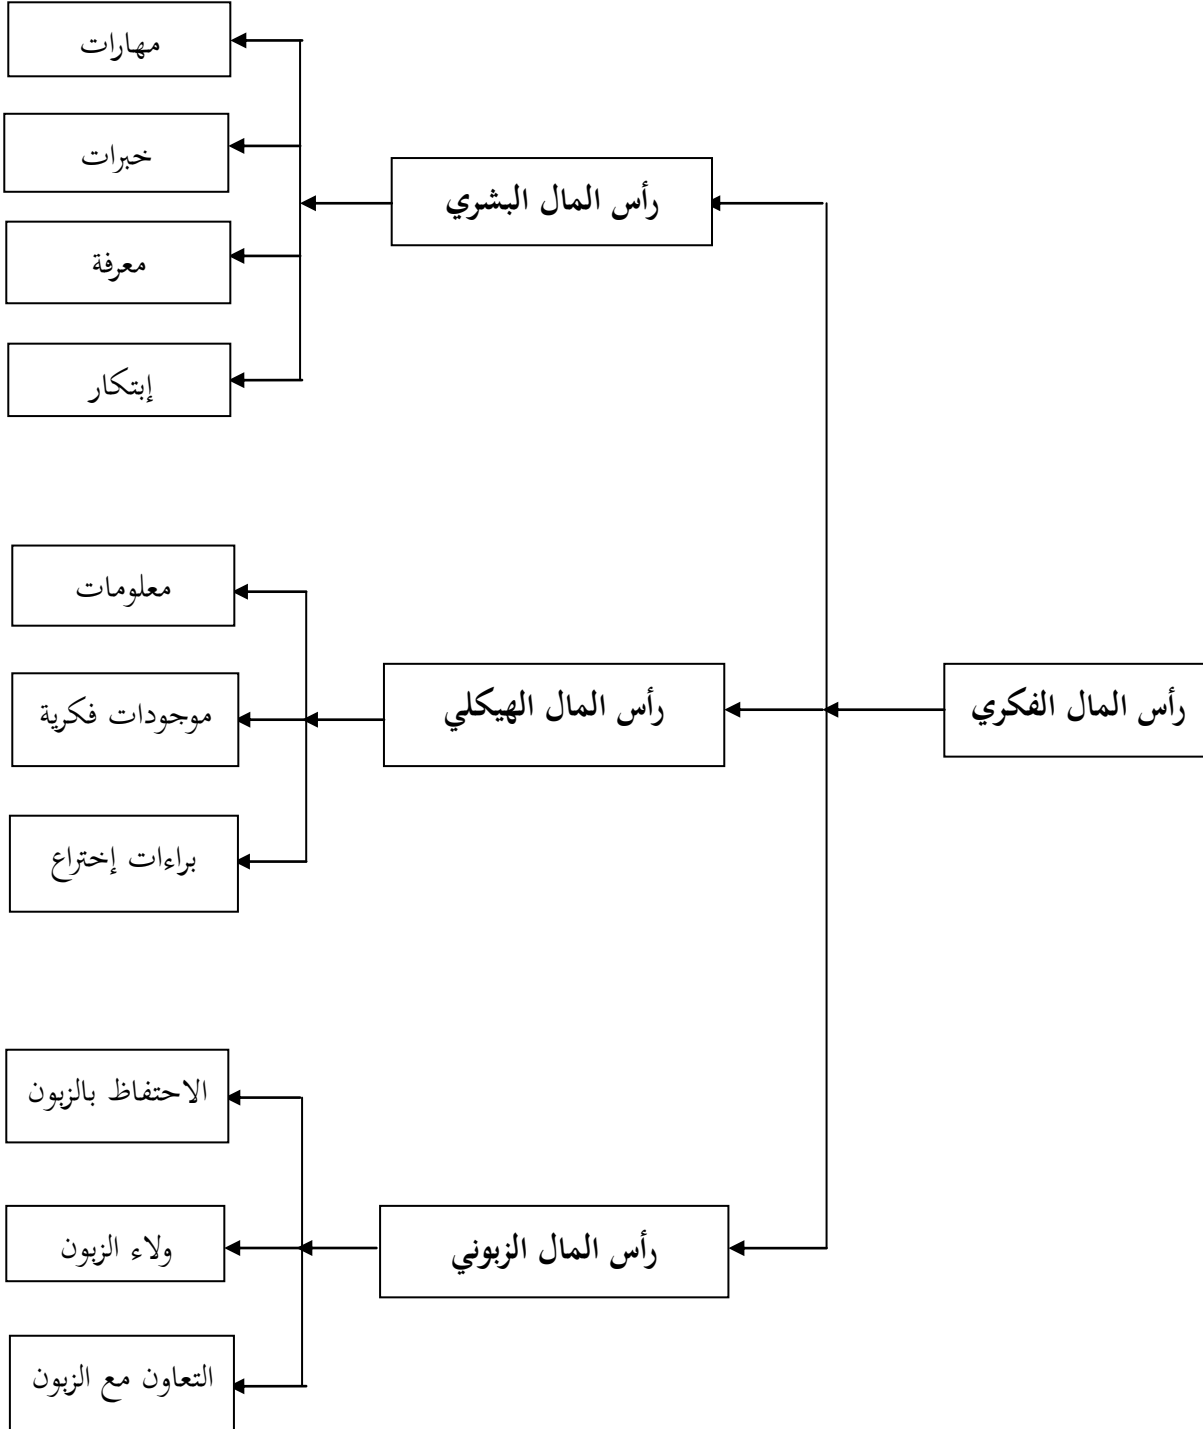 رأس المال الفكري
رأس المال البشري
مهارات
خبرات
معرفة
إبتكار
رأس المال الهيكلي
معلومات
موجودات فكرية
براءات إختراع
رأس المال الزبوني
الاحتفاظ بالزبون
ولاء الزبون
التعاون مع الزبون